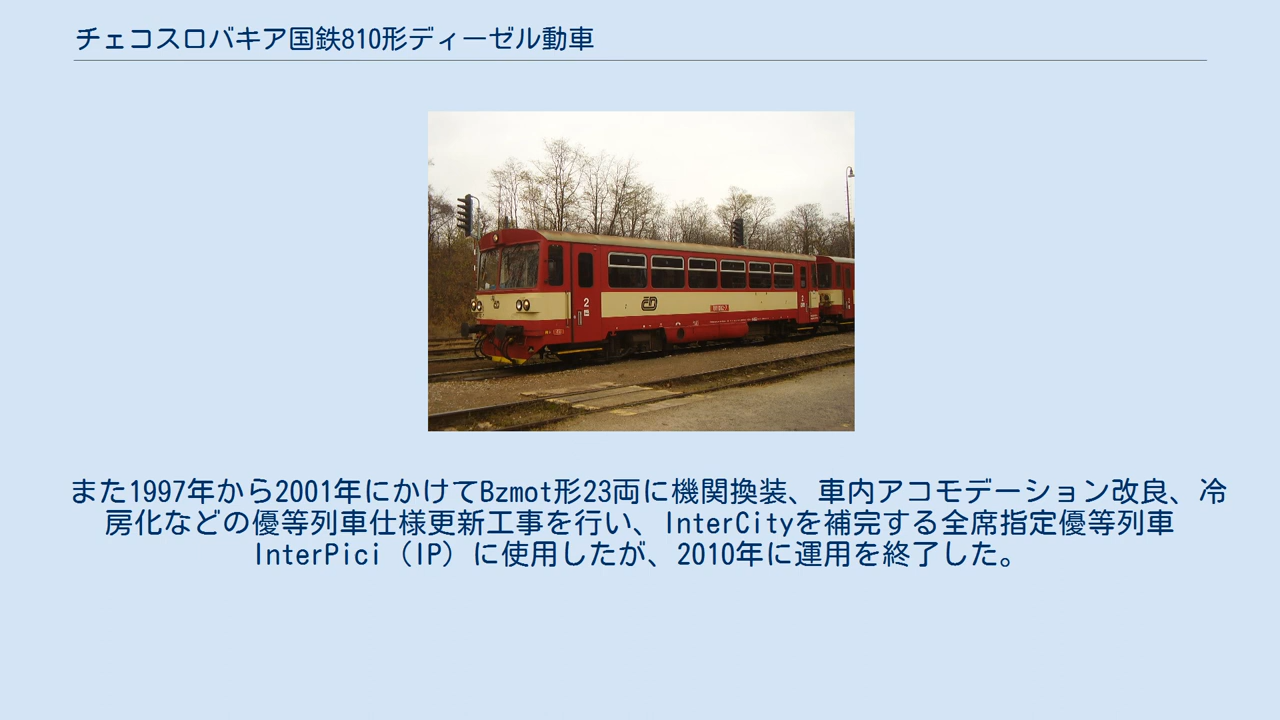 チェコスロバキア国鉄810形ディーゼル動車
2
ČD
2
また1997年から2001年にかけてBzmot形23両に機関換装、車内アコモデーション改良、冷
房化などの優等列車仕様更新工事を行い、InterCityを補完する全席指定優等列車
InterPici（IP）に使用したが、2010年に運用を終了した。